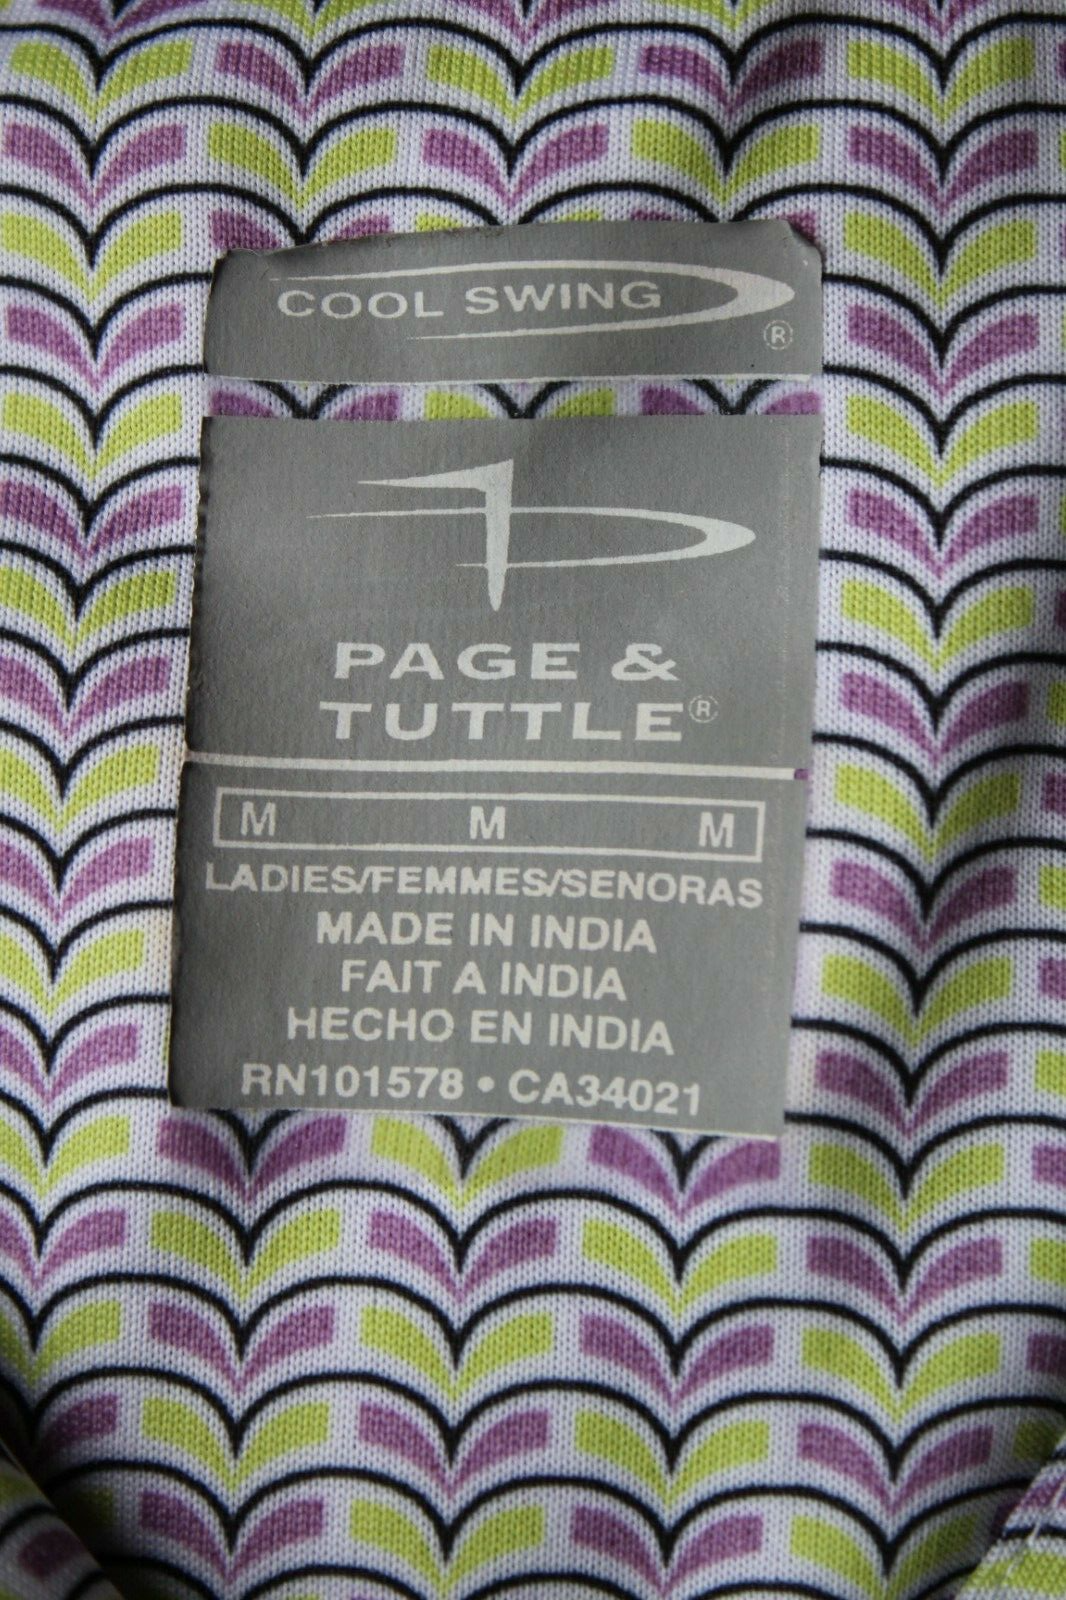 COOL SWING
®
PAGE &
TUTTLE®
M M M
LADIES/FEMMES/SENORAS
MADE IN INDIA
FAIT A INDIA
HECHO EN INDIA
RN101578 • CA34021